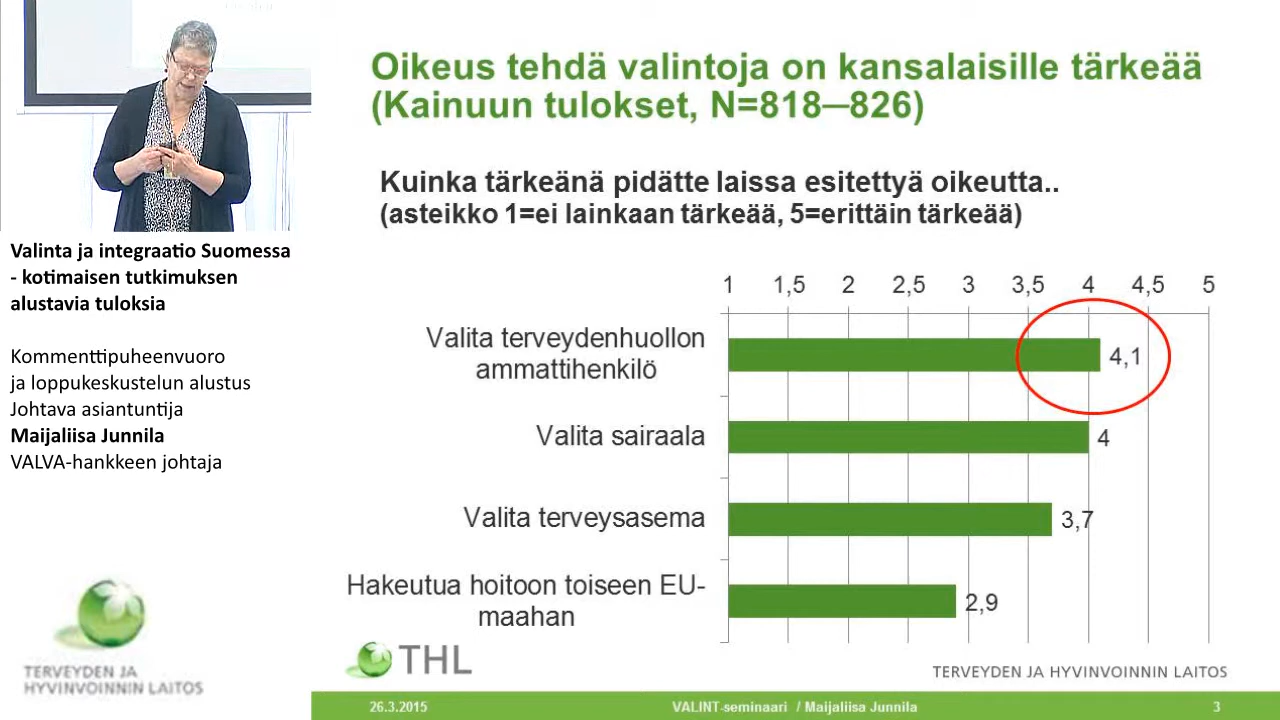 Oikeus tehdä valintoja on kansalaisille tärkeää
(Kainuun tulokset, N=818–826)
Kuinka tärkeänä pidätte laissa esitettyä oikeutta..
(asteikko 1=ei lainkaan tärkeää, 5=erittäin tärkeää)
Valinta ja integraatio Suomessa
- kotimaisen tutkimuksen
alustavia tuloksia
Kommenttipuheenvuoro
ja loppukeskustelun alustus
Johtava asiantuntija
Maijaliisa Junnila
VALVA-hankkeen johtaja
1 1,5 2 2,5 3 3,5 4 4,5 5
Valita terveydenhuollon
ammattihenkilö
4,1
Valita sairaala
4
Valita terveysasema
3,7
Hakeutua hoitoon toiseen EU-
maahan
2,9
TERVEYDEN JA
HYVINVOINNIN LAITOS
THL
TERVEYDEN JA HYVINVOINNIN LAITOS
26.3.2015
VALINT-seminaari / Maijaliisa Junnila
3